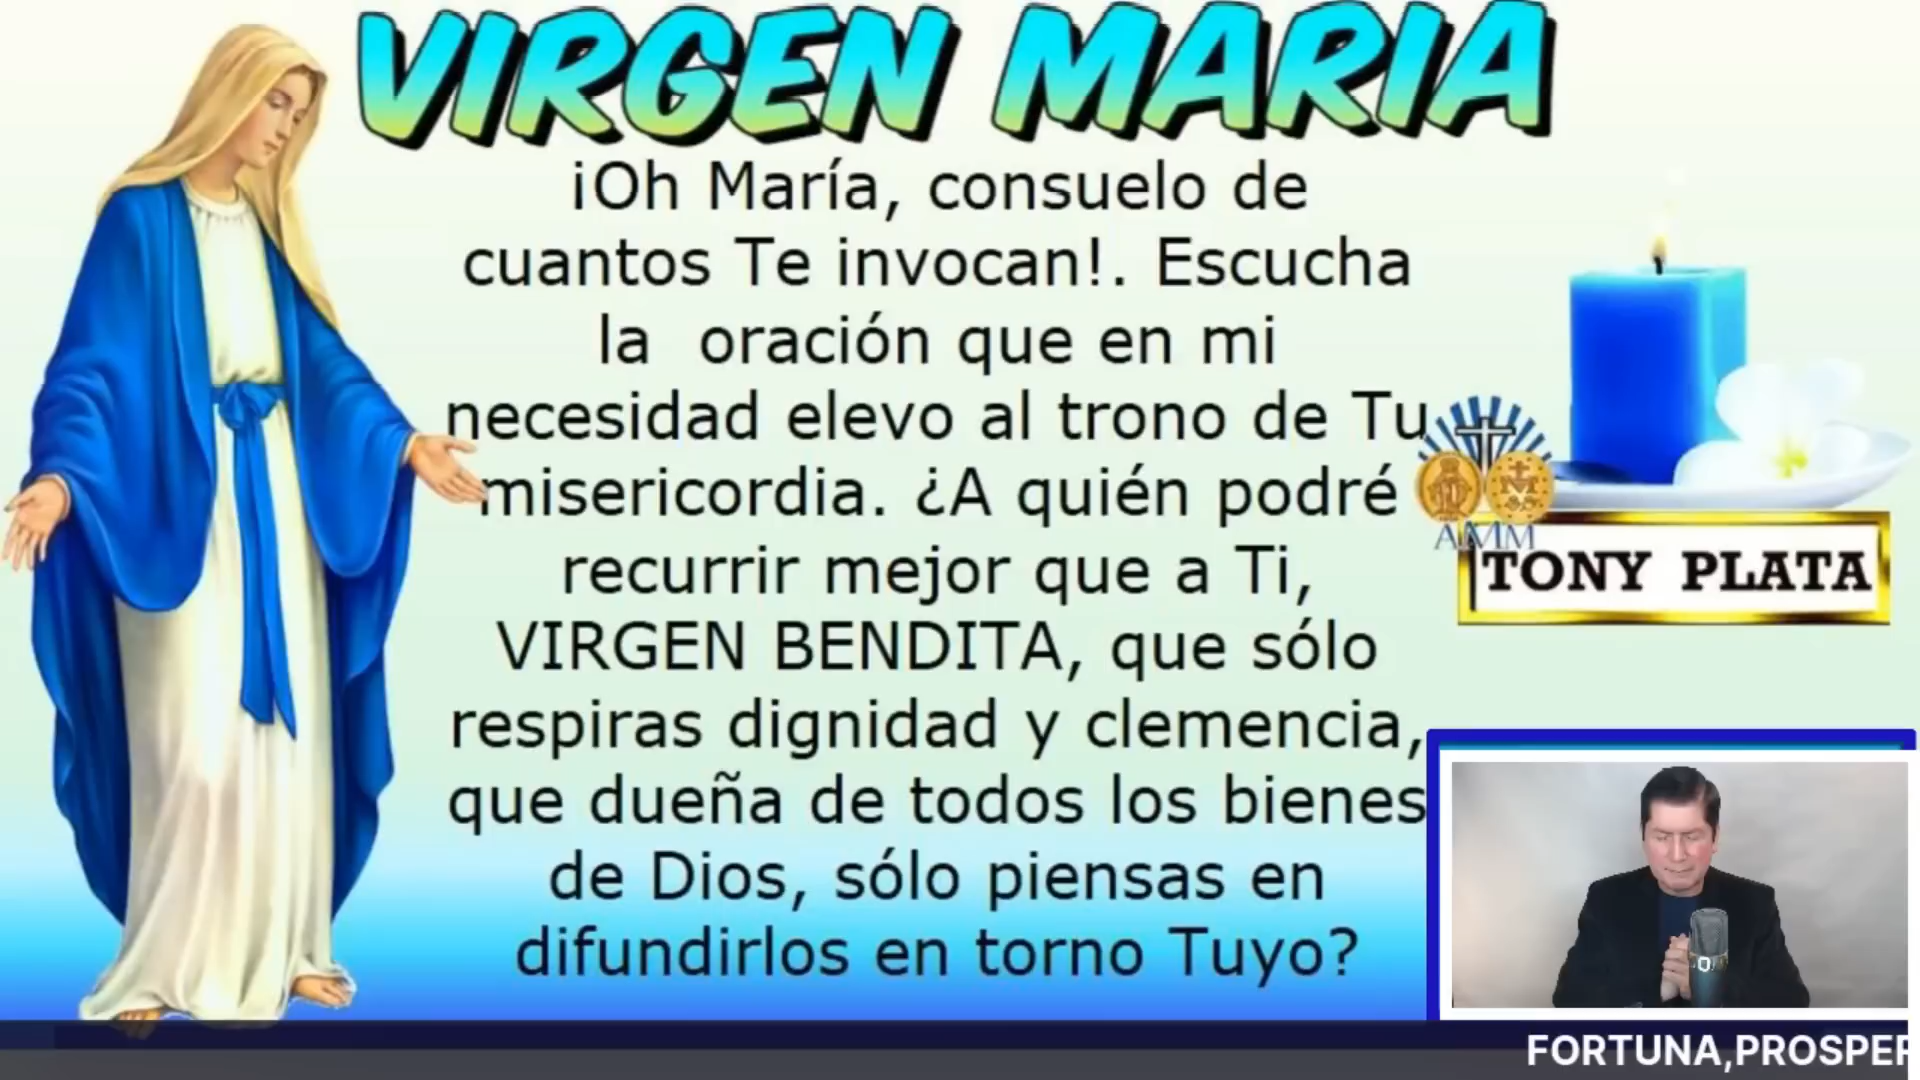 VIRGEN MARIA
¡Oh María, consuelo de
cuantos Te invocan!. Escucha
la oración que en mi
necesidad elevo al trono de Tu
misericordia. ¿A quién podré
recurrir mejor que a Ti,
VIRGEN BENDITA, que sólo
respiras dignidad y clemencia,
que dueña de todos los bienes
de Dios, sólo piensas en
difundirlos en torno Tuyo?
AMM
TONY PLATA
FORTUNA,PROSPER